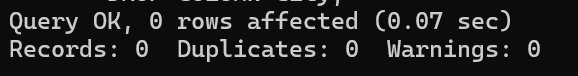 Query OK, 0 rows affected (0.07 sec)
Records: 0  Duplicates: 0  Warnings: 0